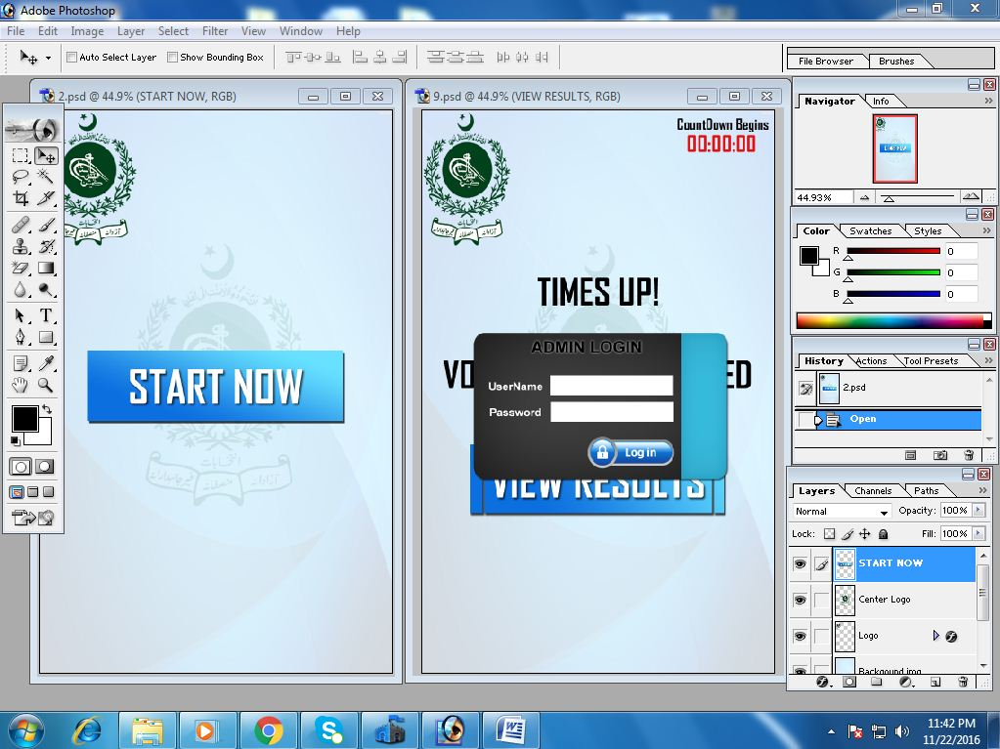 Adobe Photoshop
File Edit Image Layer Select Filter View Window Help
Auto Select Layer Show Bounding Box
File Browser Brushes
2.psd @ 44.9% (START NOW, RGB)
START NOW
9.psd @ 44.9% (VIEW RESULTS, RGB)
CountDown Begins
00:00:00
TIMES UP!
VO
ED
ADMIN LOGIN
UserName
Password
Log in
VIEW RESULTS
Navigator Info
START NOW
44.93%
Color Swatches Styles
R 0
G 0
B 0
History Actions Tool Presets
2.psd
Open
Layers Channels Paths
Normal Opacity: 100%
Lock: Fill: 100%
START NOW
Center Logo
Logo
Backgound img
11:42 PM
11/22/2016